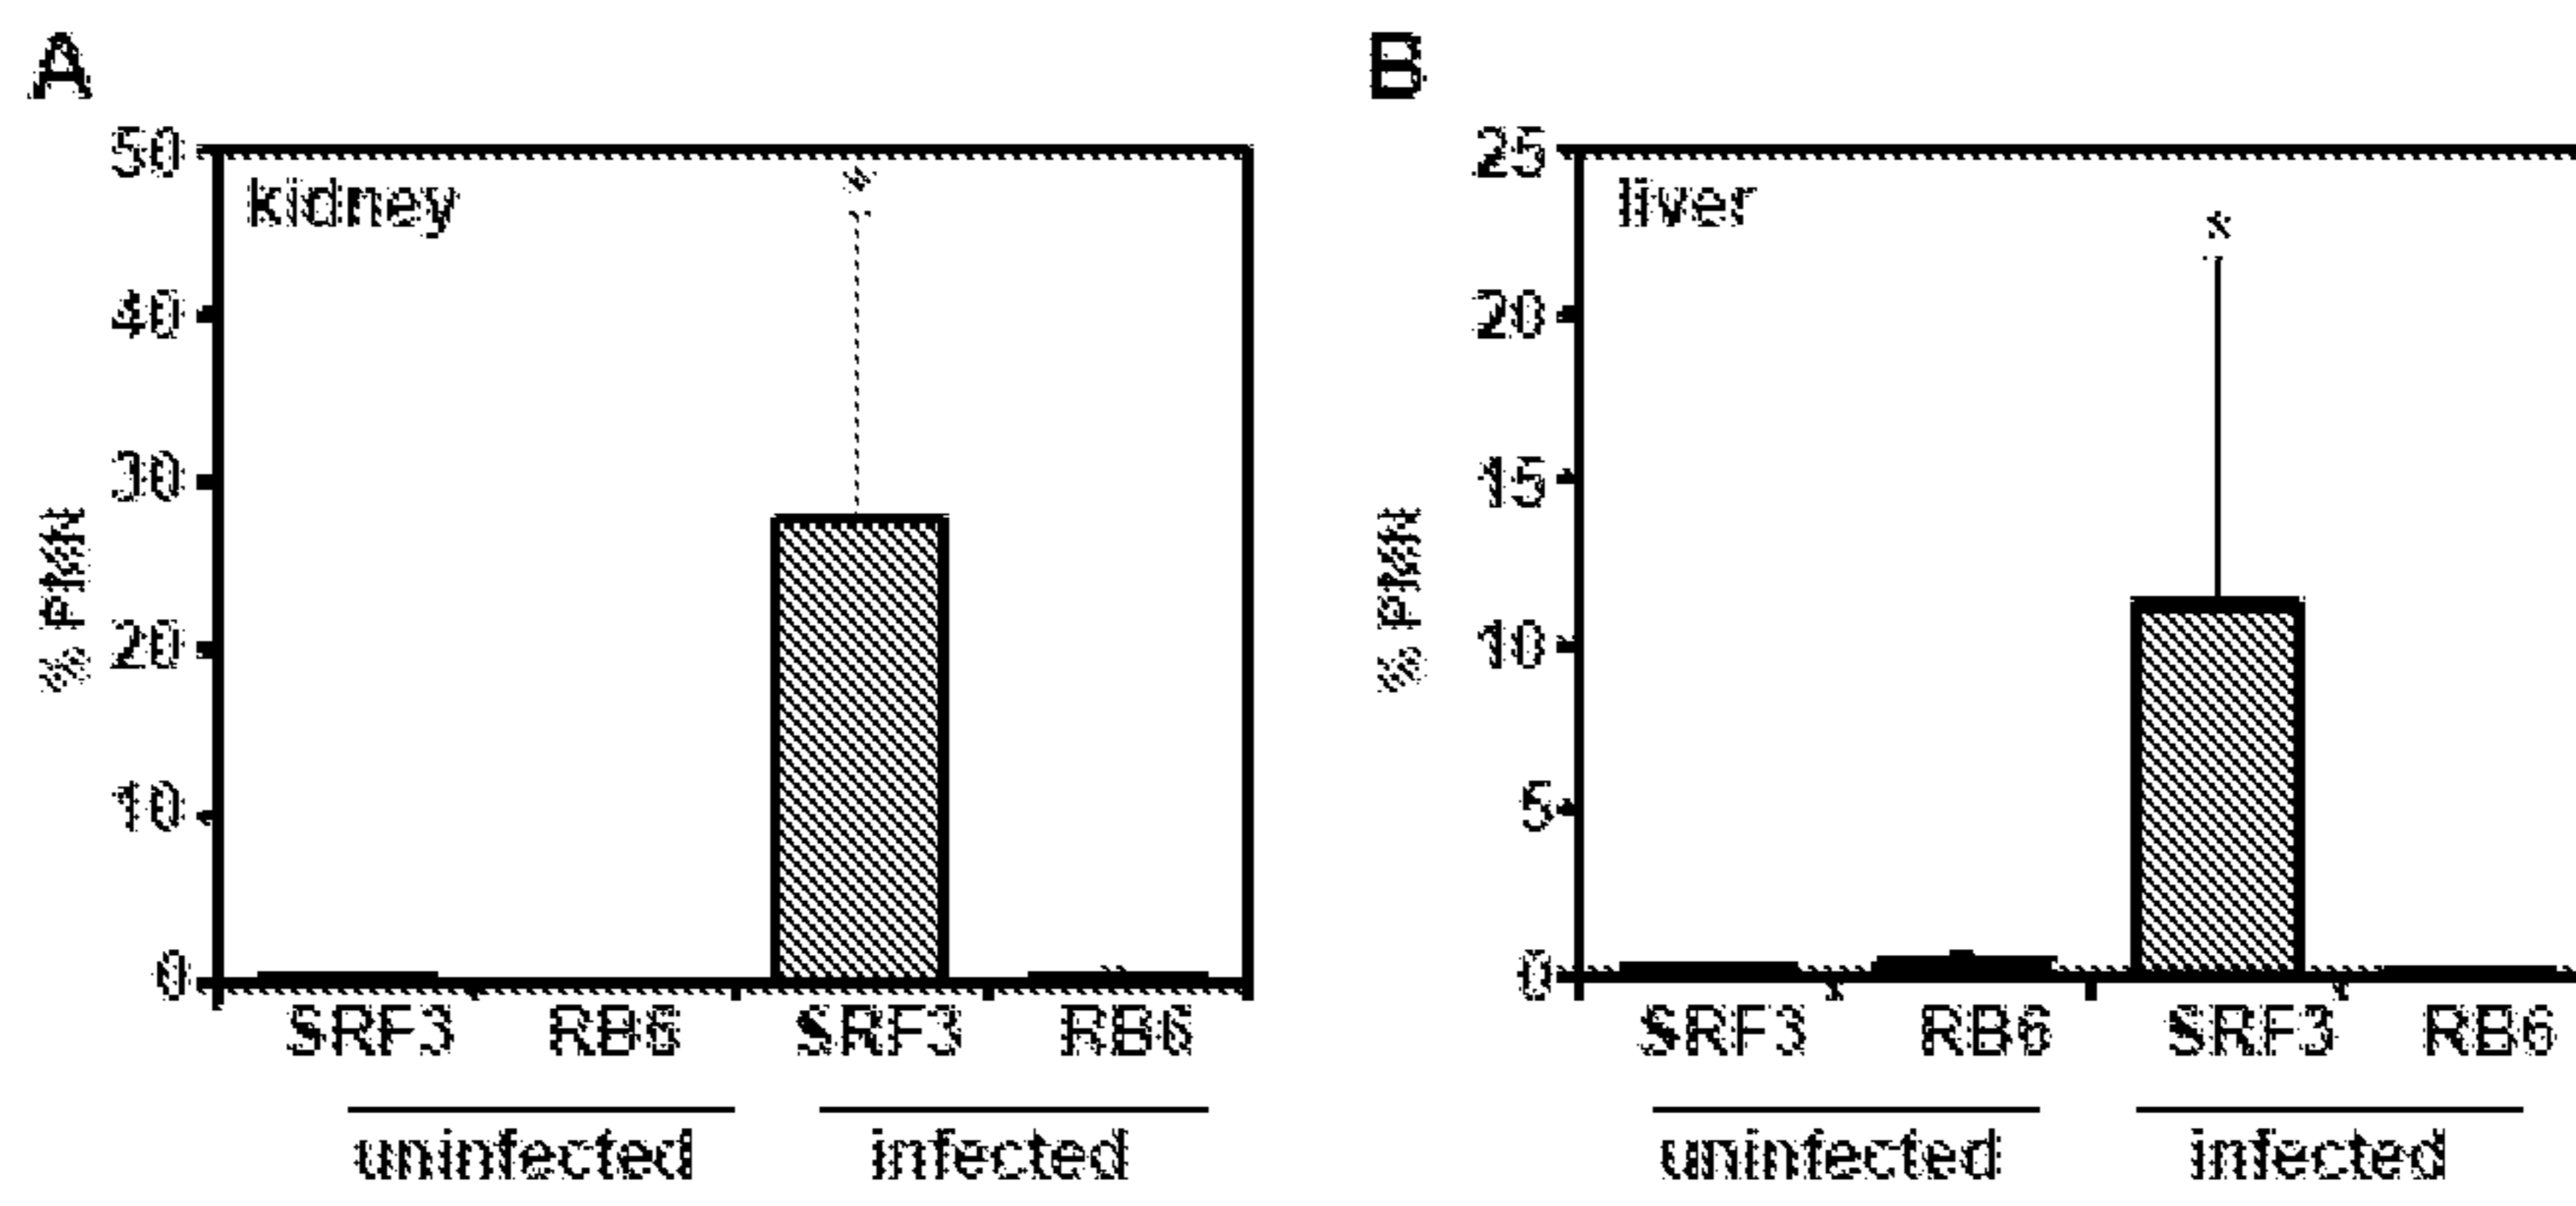 A
50
kidney
*
40
30
20
10
0
% PMN
SRF3 RB6 SRF3 RB6
uninfected infected
B
25
liver
*
20
15
10
5
0
% PMN
SRF3 RB6 SRF3 RB6
uninfected infected